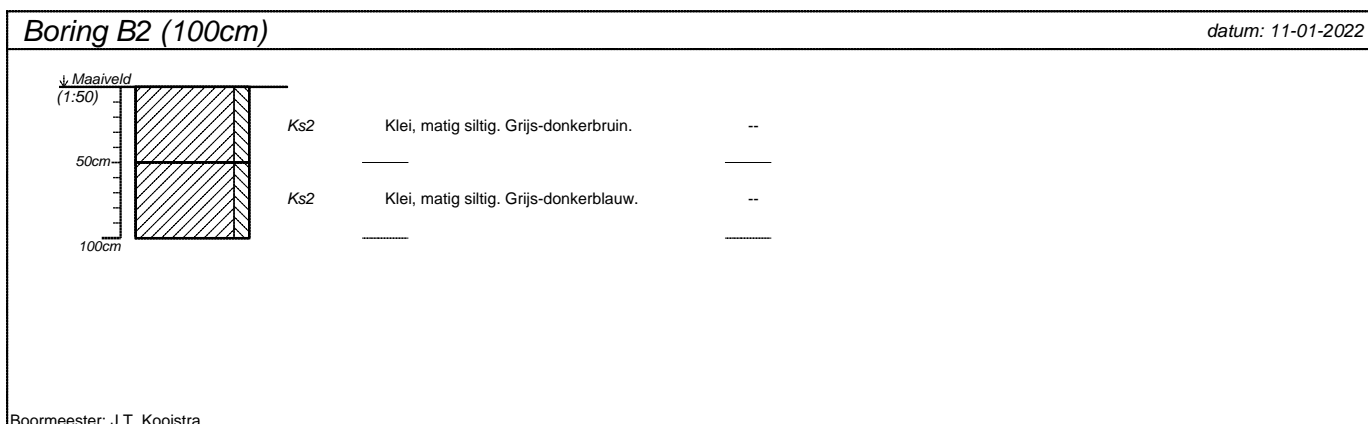 Boring B2 (100cm)
datum: 11-01-2022
Maaiveld
(1:50)
Ks2 Klei, matig siltig. Grijs-donkerbruin. --
50cm
Ks2 Klei, matig siltig. Grijs-donkerblauw. --
100cm
Boormeester: J.T. Kooistra